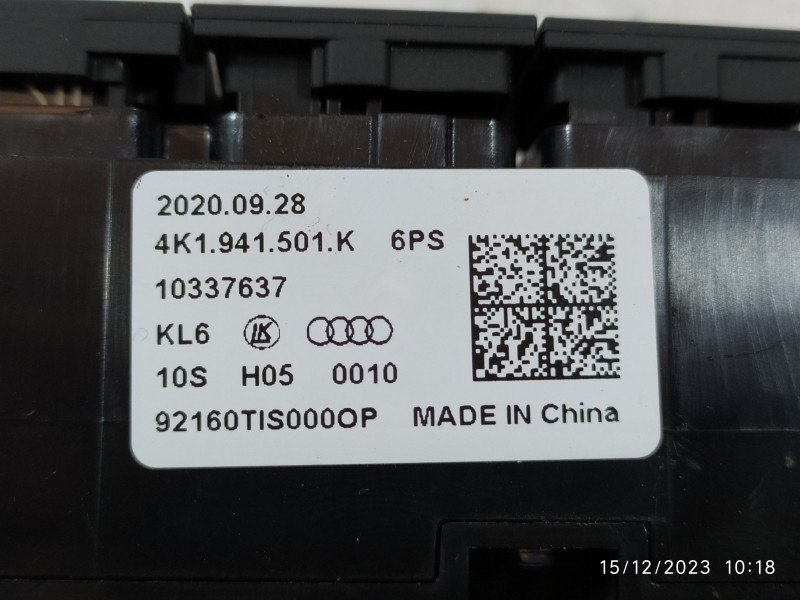 2020.09.28
4K1.941.501.K 6PS
10337637
KL6 LK
10S H05 0010
92160TIS000OP MADE IN China
15/12/2023 10:18